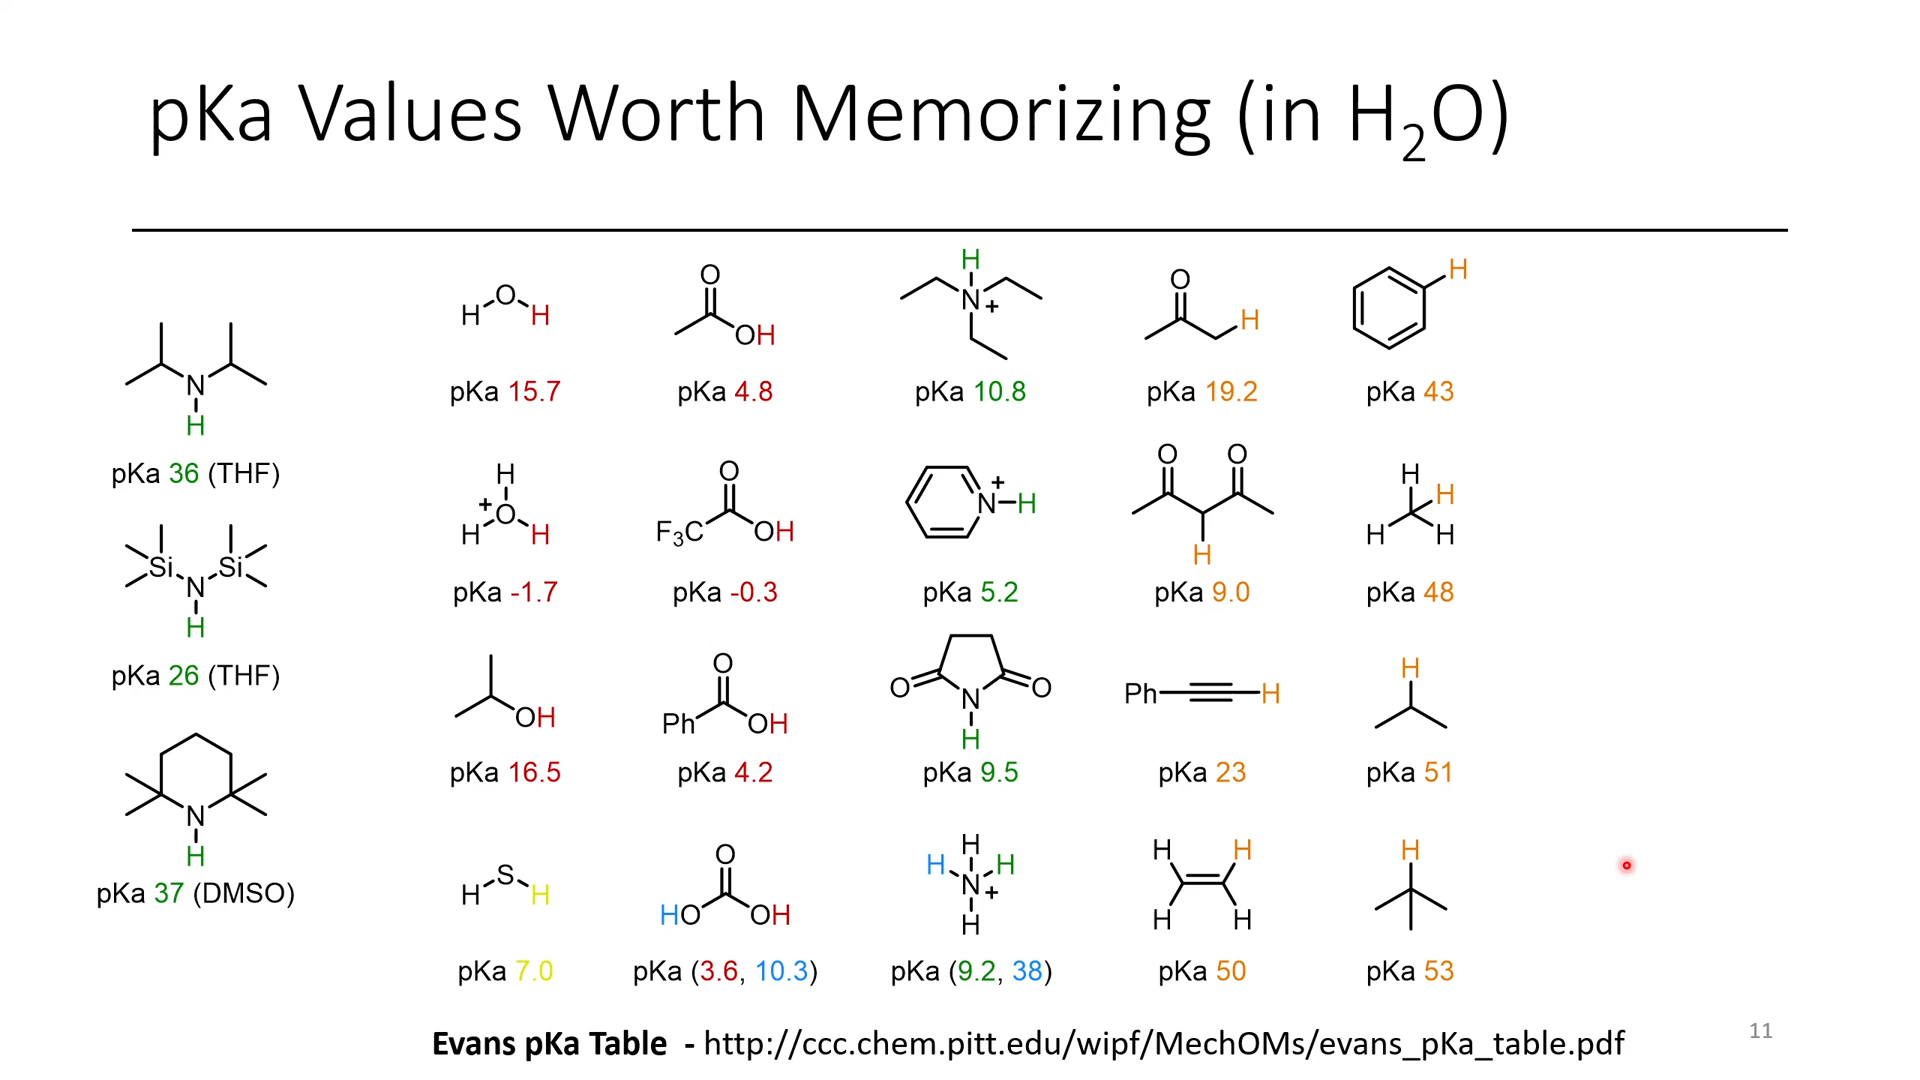 pKa Values Worth Memorizing (in H₂O)
H O H
O OH
H N +
O H
H
pKa 15.7 pKa 4.8 pKa 10.8 pKa 19.2 pKa 43
N H
pKa 36 (THF)
H + O H H
O F₃C OH
N + H
O O H
H H H H
pKa -1.7 pKa -0.3 pKa 5.2 pKa 9.0 pKa 48
Si N Si H
pKa 26 (THF)
OH
O Ph OH
O N O H
Ph H
H
pKa 16.5 pKa 4.2 pKa 9.5 pKa 23 pKa 51
N H
pKa 37 (DMSO)
H S H
O HO OH
H H N H + H
H H H H
H
pKa 7.0 pKa (3.6, 10.3) pKa (9.2, 38) pKa 50 pKa 53
Evans pKa Table - http://ccc.chem.pitt.edu/wipf/MechOMs/evans_pKa_table.pdf
11